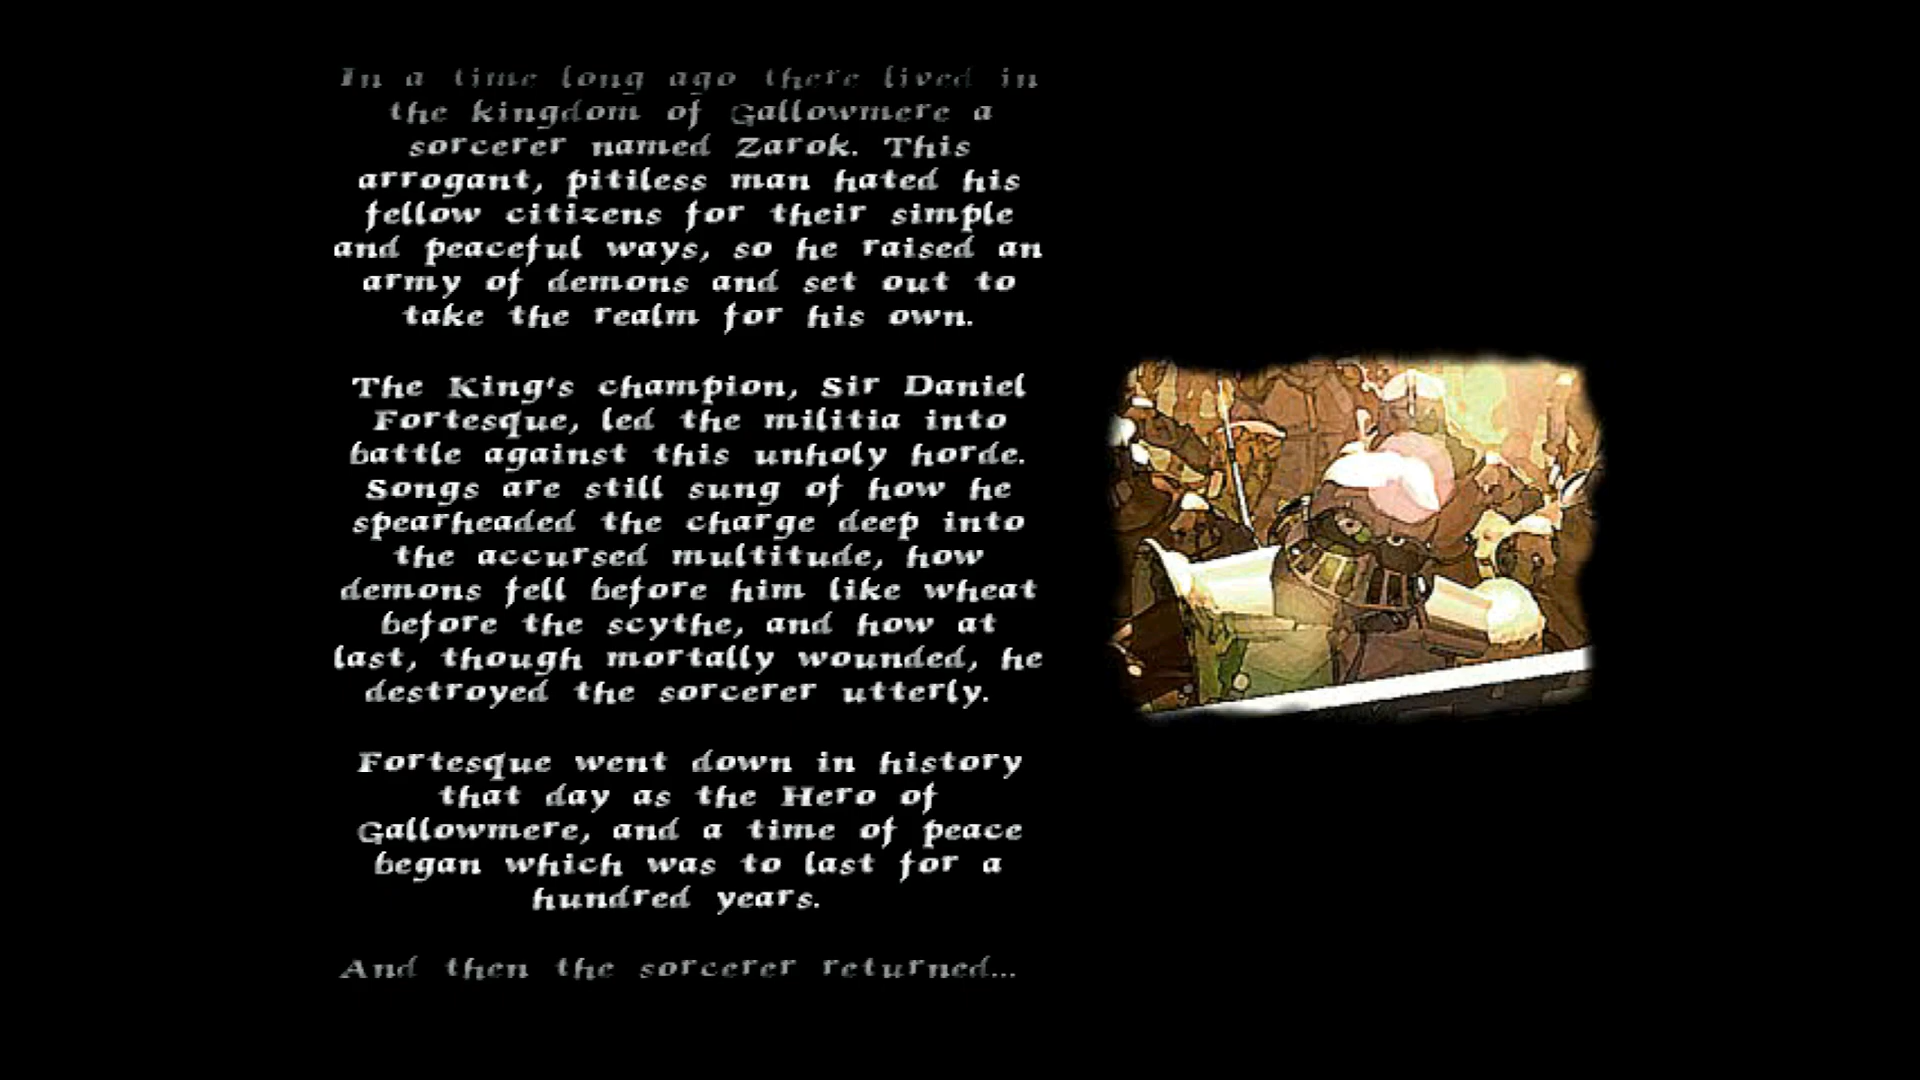 In a time long ago there lived in
the kingdom of Gallowmere a
sorcerer named Zarok. This
arrogant, pitiless man hated his
fellow citizens for their simple
and peaceful ways, so he raised an
army of demons and set out to
take the realm for his own.
The King's champion, Sir Daniel
Fortesque, led the militia into
battle against this unholy horde.
Songs are still sung of how he
spearheaded the charge deep into
the accursed multitude, how
demons fell before him like wheat
before the scythe, and how at
last, though mortally wounded, he
destroyed the sorcerer utterly.
Fortesque went down in history
that day as the Hero of
Gallowmere, and a time of peace
began which was to last for a
hundred years.
And then the sorcerer returned...